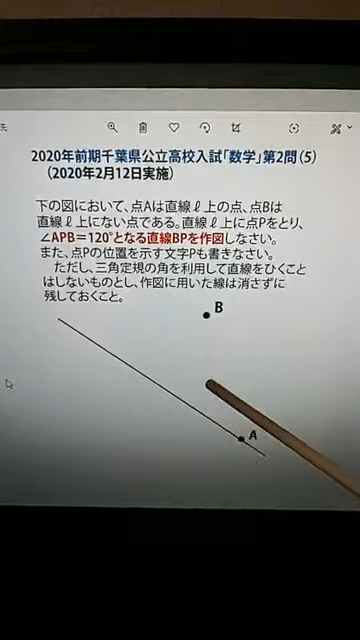 2020年前期千葉県公立高校入試「数学」第2問(5)
(2020年2月12日実施)
下の図において、点Aは直線ℓ上の点、点Bは
直線ℓ上にない点である。直線ℓ上に点Pをとり、
∠APB=120°となる直線BPを作図しなさい。
また、点Pの位置を示す文字Pも書きなさい。
ただし、三角定規の角を利用して直線をひくこと
はしないものとし、作図に用いた線は消さずに
残しておくこと。
B
A